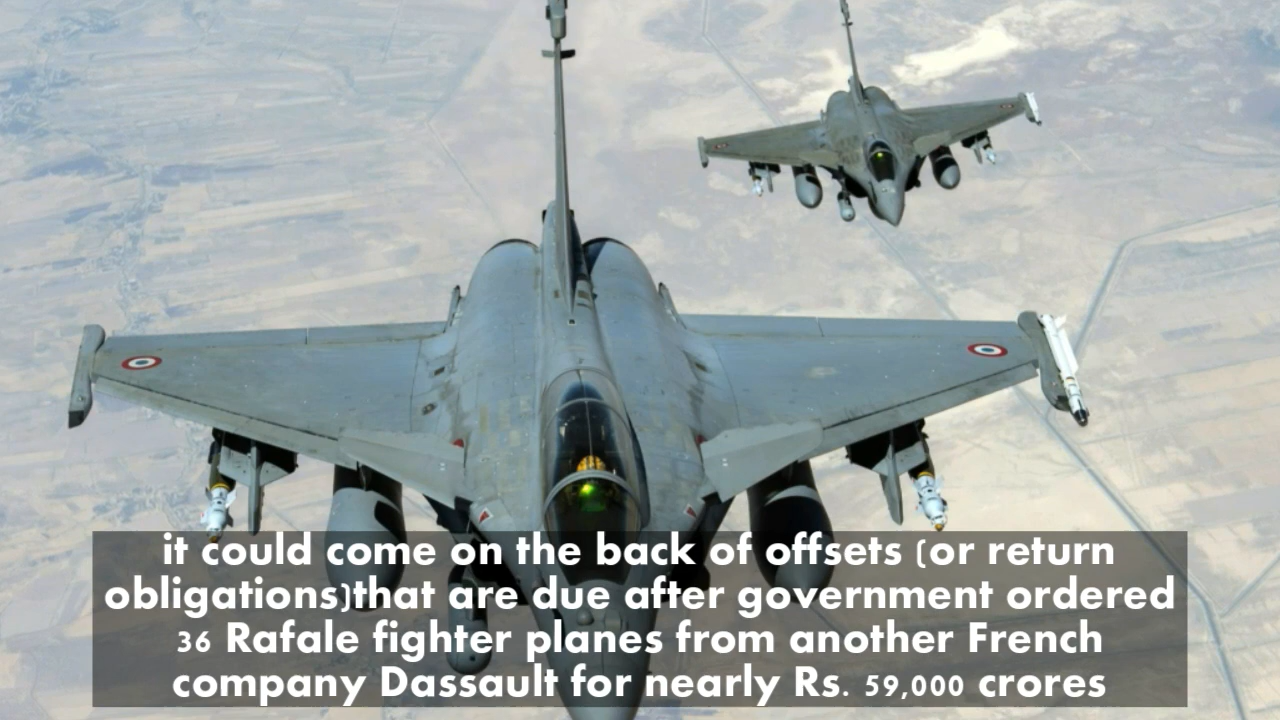 it could come on the back of offsets (or return
obligations)that are due after government ordered
36 Rafale fighter planes from another French
company Dassault for nearly Rs. 59,000 crores